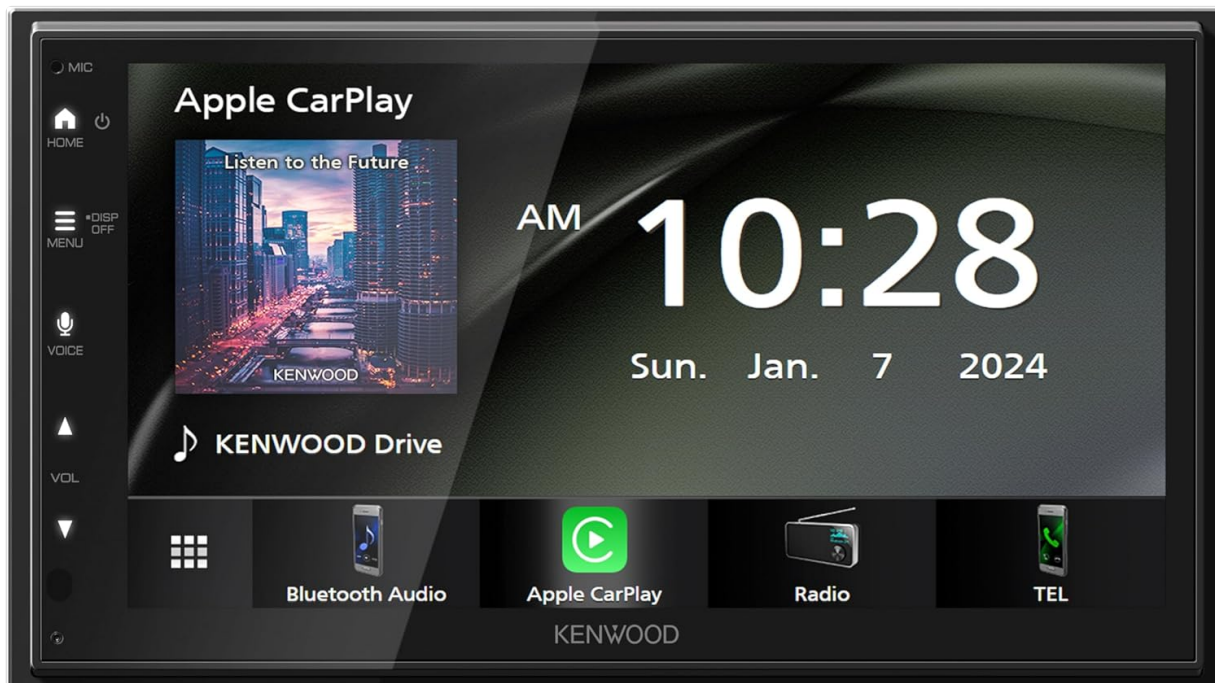 MIC
HOME
MENU
•DISP
OFF
VOICE
VOL
Apple CarPlay
Listen to the Future
KENWOOD
KENWOOD Drive
AM 10:28
Sun. Jan. 7 2024
Bluetooth Audio
Apple CarPlay
Radio
TEL
KENWOOD